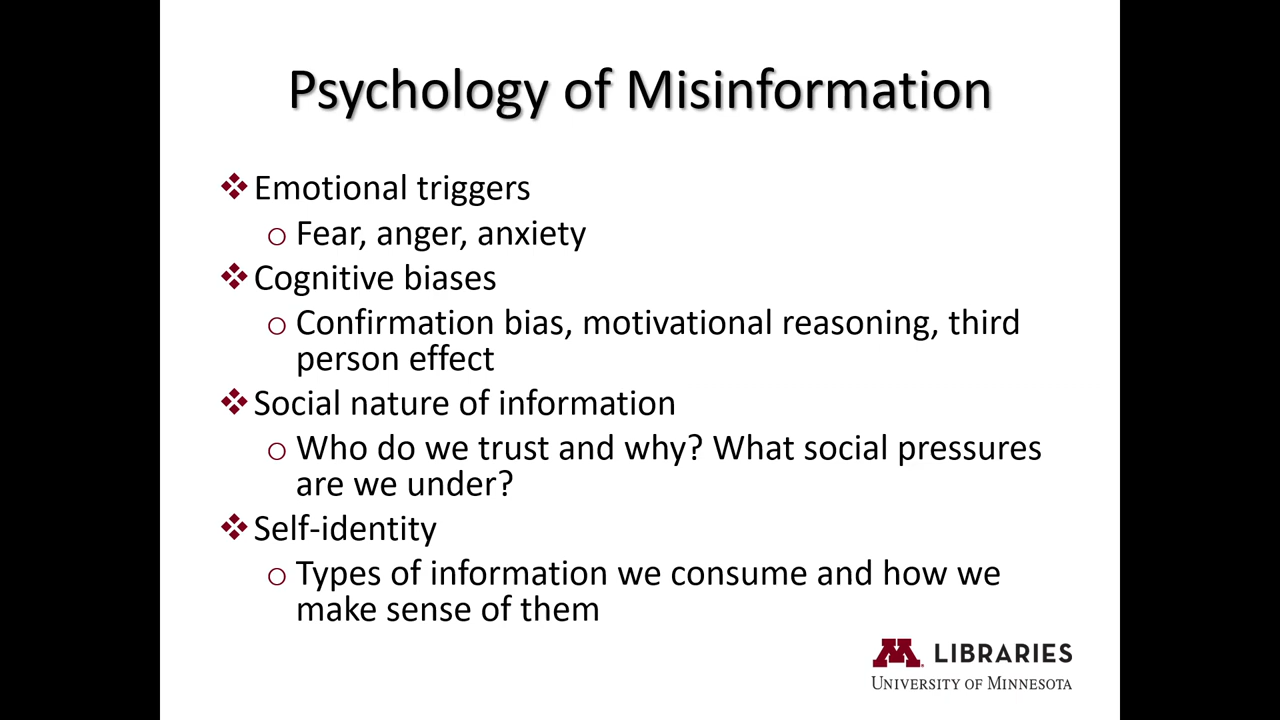 Psychology of Misinformation
❖Emotional triggers
o Fear, anger, anxiety
❖Cognitive biases
o Confirmation bias, motivational reasoning, third
person effect
❖Social nature of information
o Who do we trust and why? What social pressures
are we under?
❖Self-identity
o Types of information we consume and how we
make sense of them
M LIBRARIES
UNIVERSITY OF MINNESOTA